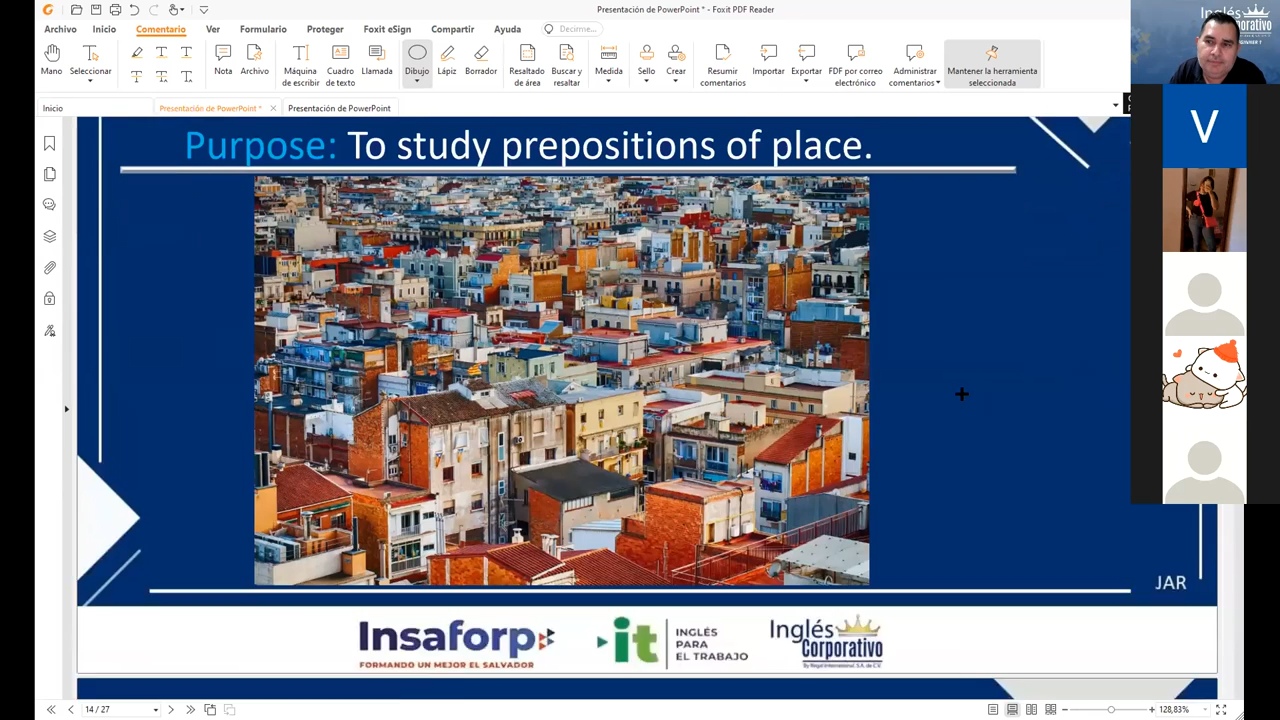 Presentación de PowerPoint * - Foxit PDF Reader
Archivo Inicio Comentario Ver Formulario Proteger Foxit eSign Compartir Ayuda Decirme...
Mano
Seleccionar
Nota
Archivo
Máquina de escribir
Cuadro de texto
Llamada
Dibujo
Lápiz
Borrador
Resaltado de área
Buscar y resaltar
Medida
Sello
Crear
Resumir comentarios
Importar
Exportar
FDF por correo electrónico
Administrar comentarios
Mantener la herramienta seleccionada
Inicio
Presentación de PowerPoint *
Presentación de PowerPoint
Inglés
Corporativo
V
Purpose: To study prepositions of place.
JAR
Insaforp
FORMANDO UN MEJOR EL SALVADOR
it
INGLÉS
PARA
EL TRABAJO
Inglés
Corporativo
14 / 27
128,83%